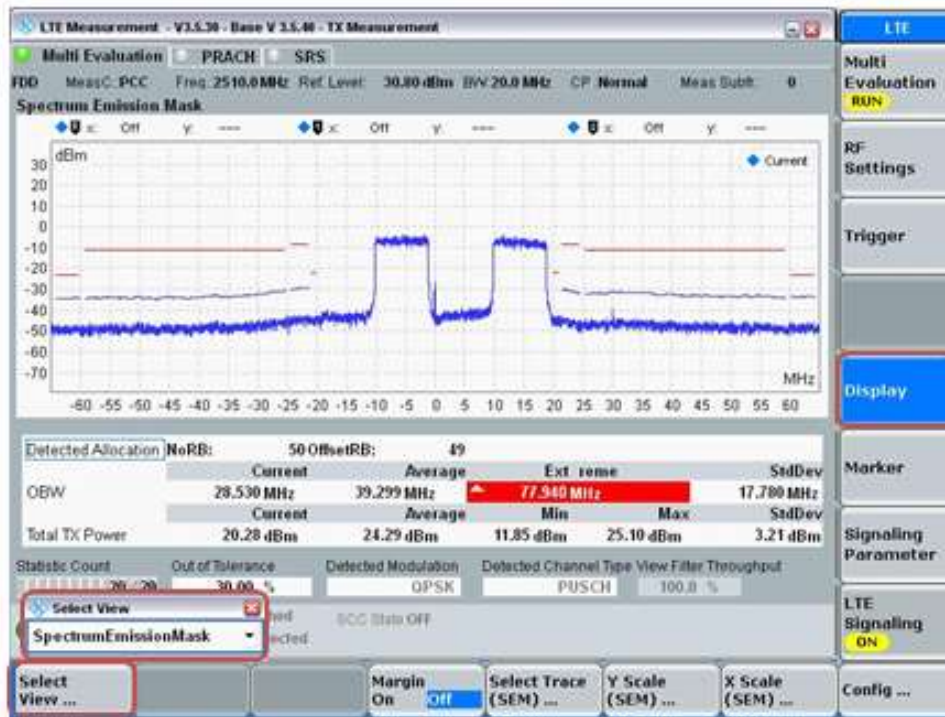 LTE Measurement - V3.5.30 - Base V 3.5.40 - TX Measurement
LTE
Multi Evaluation PRACH SRS
Multi Evaluation RUN
FDD MeasC: PCC Freq: 2510.0 MHz Ref. Level: 30.80 dBm BW: 20.0 MHz CP: Normal Meas Subfr.: 0
Spectrum Emission Mask
x: Off y: --- x: Off y: --- x: Off y: ---
dBm
Current
30
20
10
0
-10
-20
-30
-40
-50
-60
-70
MHz
-60 -55 -50 -45 -40 -35 -30 -25 -20 -15 -10 -5 0 5 10 15 20 25 30 35 40 45 50 55 60
RF Settings
Trigger
Display
Marker
Signaling Parameter
LTE Signaling ON
Config ...
Detected Allocation NoRB: 50 OffsetRB: 49
Current Average Ext reme StdDev
OBW 28.530 MHz 39.299 MHz 77.940 MHz 17.780 MHz
Current Average Min Max StdDev
Total TX Power 20.28 dBm 24.29 dBm 11.85 dBm 25.10 dBm 3.21 dBm
Statistic Count Out of Tolerance Detected Modulation Detected Channel Type View Filter Throughput
20 / 20 30.00 % QPSK PUSCH 100.0 %
Select View
SpectrumEmissionMask
SCC State OFF
Select View ...
Margin On Off
Select Trace (SEM) ...
Y Scale (SEM) ...
X Scale (SEM) ...